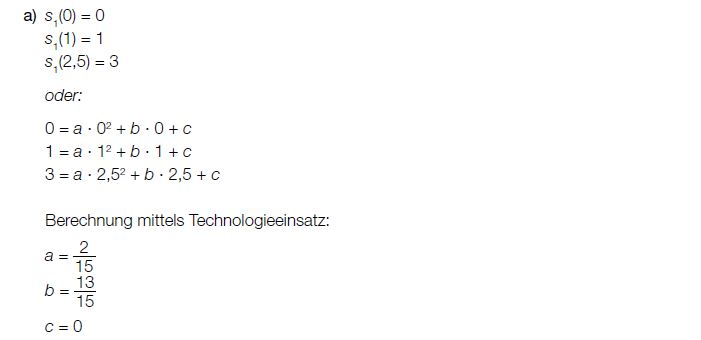 a) s₁(0) = 0
s₁(1) = 1
s₁(2,5) = 3
oder:
0 = a · 0² + b · 0 + c
1 = a · 1² + b · 1 + c
3 = a · 2,5² + b · 2,5 + c
Berechnung mittels Technologieeinsatz:
a = 2/15
b = 13/15
c = 0